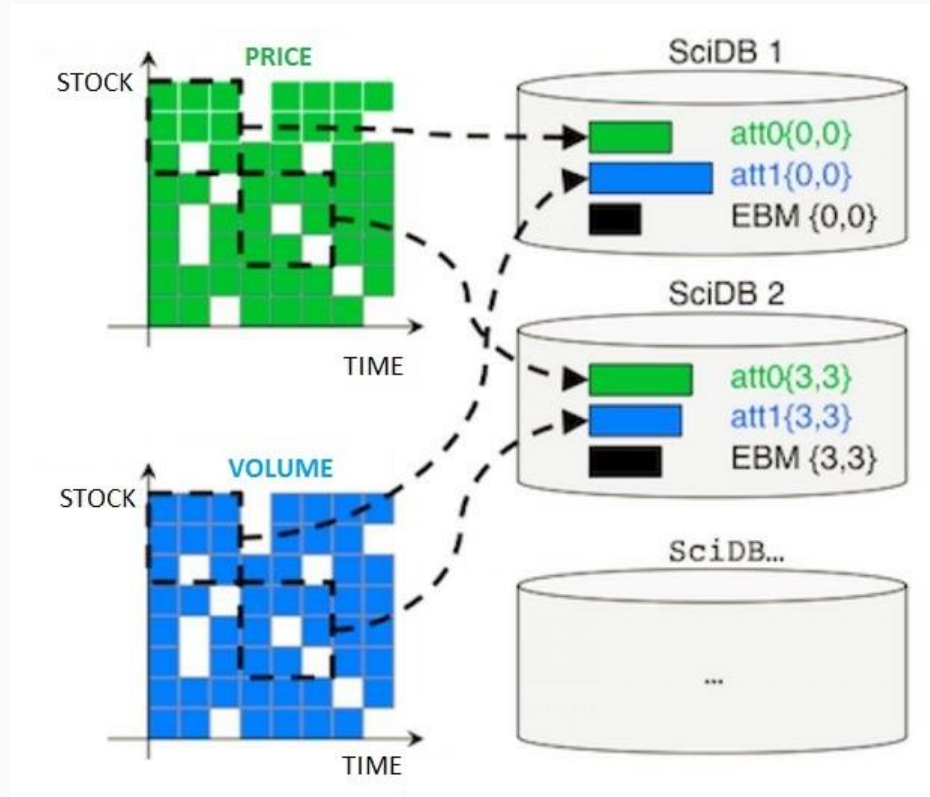 PRICE
STOCK
TIME
VOLUME
STOCK
TIME
SciDB 1
att0{0,0}
att1{0,0}
EBM {0,0}
SciDB 2
att0{3,3}
att1{3,3}
EBM {3,3}
SciDB...
...